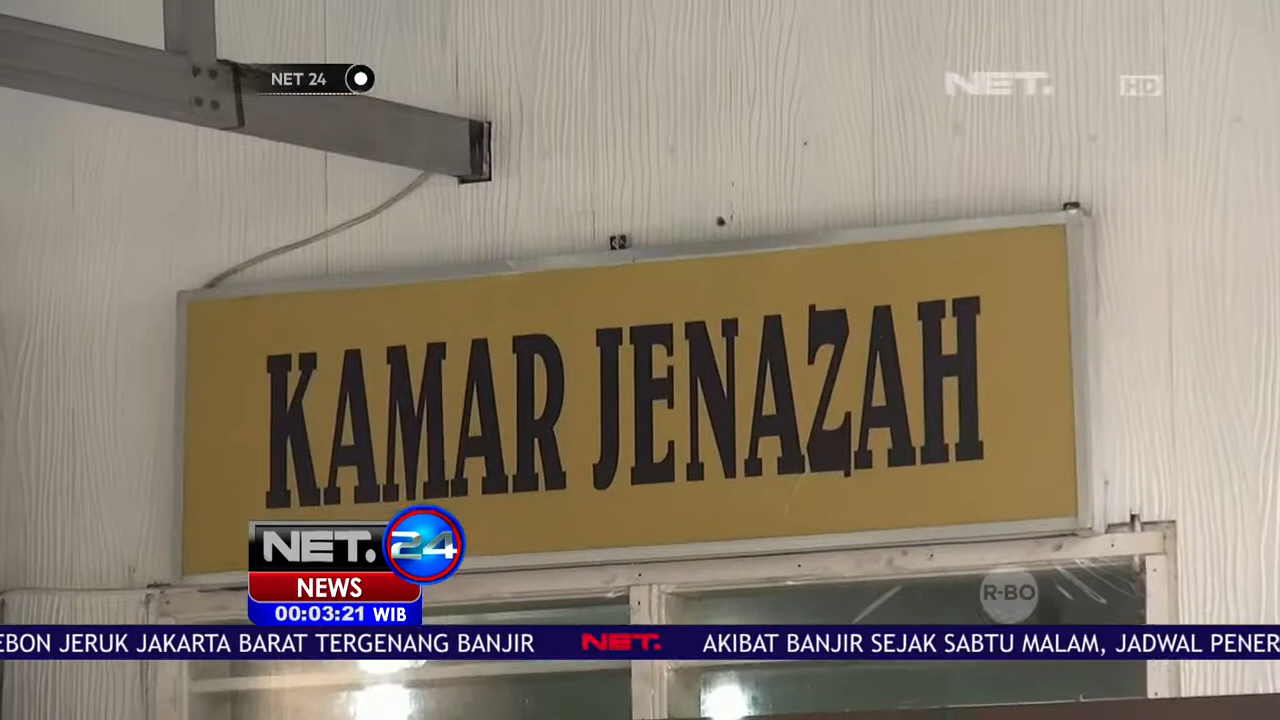 NET 24
NET.
HD
KAMAR JENAZAH
NET. 24
NEWS
00:03:21 WIB
R-BO
EBON JERUK JAKARTA BARAT TERGENANG BANJIR NET. AKIBAT BANJIR SEJAK SABTU MALAM, JADWAL PENER